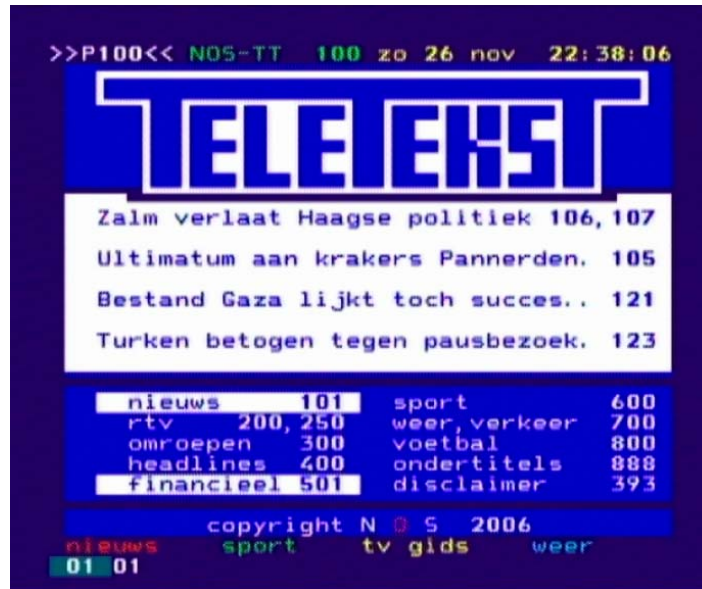 >>P100<< NOS-TT 100 zo 26 nov 22:38:06
TELETEKST
Zalm verlaat Haagse politiek 106,107
Ultimatum aan krakers Pannerden. 105
Bestand Gaza lijkt toch succes.. 121
Turken betogen tegen pausbezoek. 123
nieuws 101 sport 600
rtv 200,250 weer,verkeer 700
omroepen 300 voetbal 800
headlines 400 ondertitels 888
financieel 501 disclaimer 393
copyright N O S 2006
nieuws sport tv gids weer
01 01